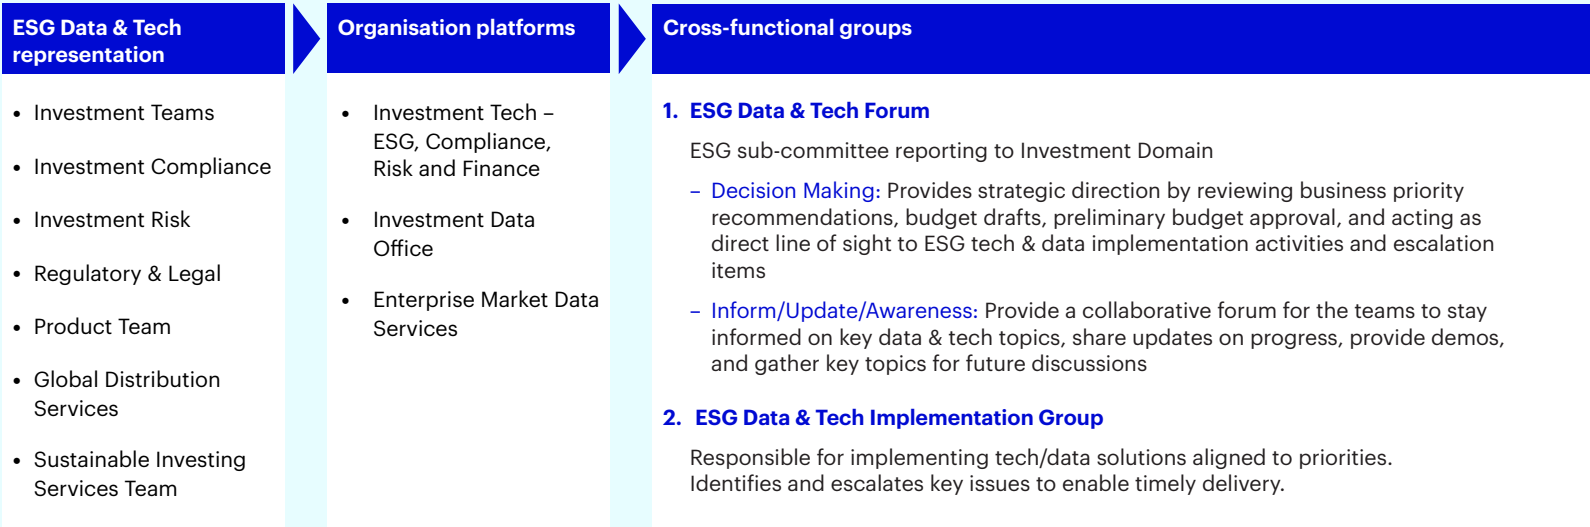 ESG Data & Tech
representation
• Investment Teams
• Investment Compliance
• Investment Risk
• Regulatory & Legal
• Product Team
• Global Distribution
Services
• Sustainable Investing
Services Team
Organisation platforms
• Investment Tech –
ESG, Compliance,
Risk and Finance
• Investment Data
Office
• Enterprise Market Data
Services
Cross-functional groups
1. ESG Data & Tech Forum
ESG sub-committee reporting to Investment Domain
– Decision Making: Provides strategic direction by reviewing business priority
recommendations, budget drafts, preliminary budget approval, and acting as
direct line of sight to ESG tech & data implementation activities and escalation
items
– Inform/Update/Awareness: Provide a collaborative forum for the teams to stay
informed on key data & tech topics, share updates on progress, provide demos,
and gather key topics for future discussions
2. ESG Data & Tech Implementation Group
Responsible for implementing tech/data solutions aligned to priorities.
Identifies and escalates key issues to enable timely delivery.